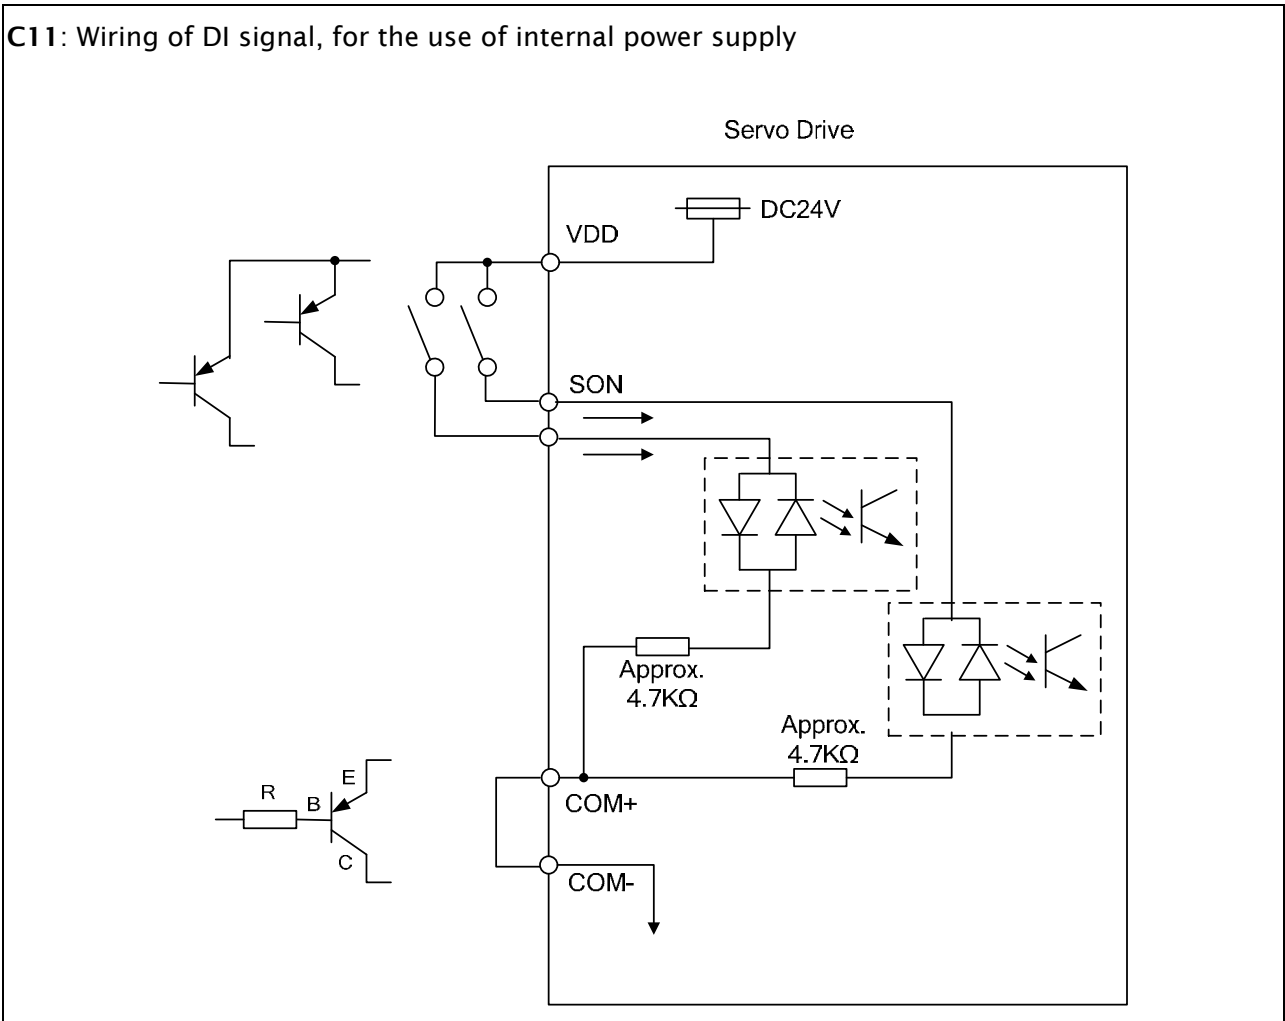 C11: Wiring of DI signal, for the use of internal power supply
Servo Drive
DC24V
VDD
SON
Approx.
4.7KΩ
Approx.
4.7KΩ
E
R
B
C
COM+
COM-